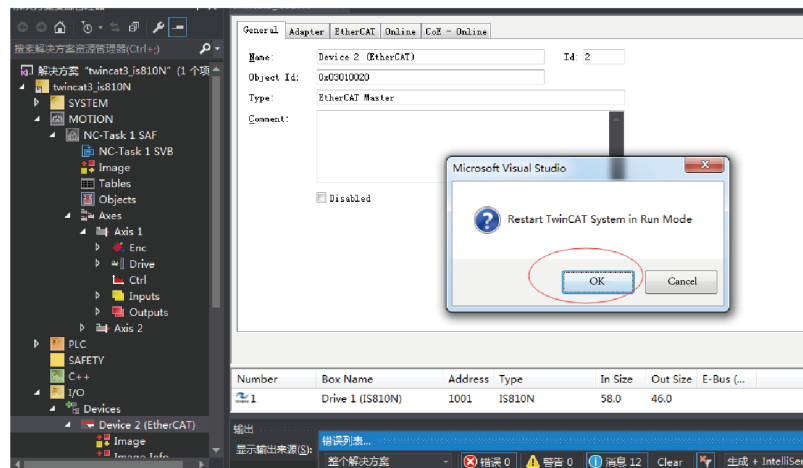 搜索解决方案资源管理器(Ctrl+;)
解决方案 "twincat3_is810N" (1 个项
twincat3_is810N
SYSTEM
MOTION
NC-Task 1 SAF
NC-Task 1 SVB
Image
Tables
Objects
Axes
Axis 1
Enc
Drive
Ctrl
Inputs
Outputs
Axis 2
PLC
SAFETY
C++
I/O
Devices
Device 2 (EtherCAT)
Image
Image Info
General Adapter EtherCAT Online CoE - Online
Name: Device 2 (EtherCAT) Id: 2
Object Id: 0x03010020
Type: EtherCAT Master
Comment:
Disabled
Microsoft Visual Studio
Restart TwinCAT System in Run Mode
OK Cancel
Number Box Name Address Type In Size Out Size E-Bus (...
1 Drive 1 (IS810N) 1001 IS810N 58.0 46.0
输出
显示输出来源(S):
错误列表...
整个解决方案 错误 0 警告 0 消息 12 Clear 生成 + IntelliSen